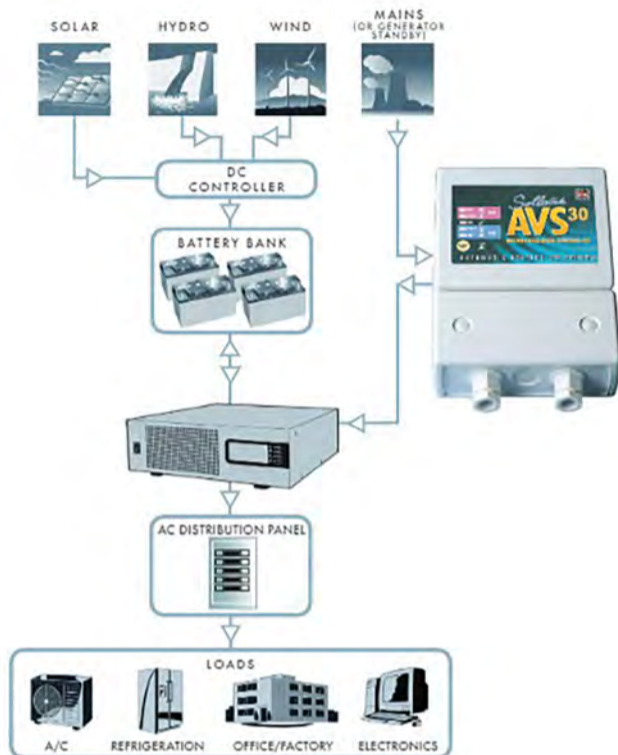 SOLAR
HYDRO
WIND
MAINS
(OR GENERATOR
STANDBY)
DC
CONTROLLER
BATTERY BANK
Sollatek
AVS30
AC DISTRIBUTION PANEL
LOADS
A/C
REFRIGERATION
OFFICE/FACTORY
ELECTRONICS